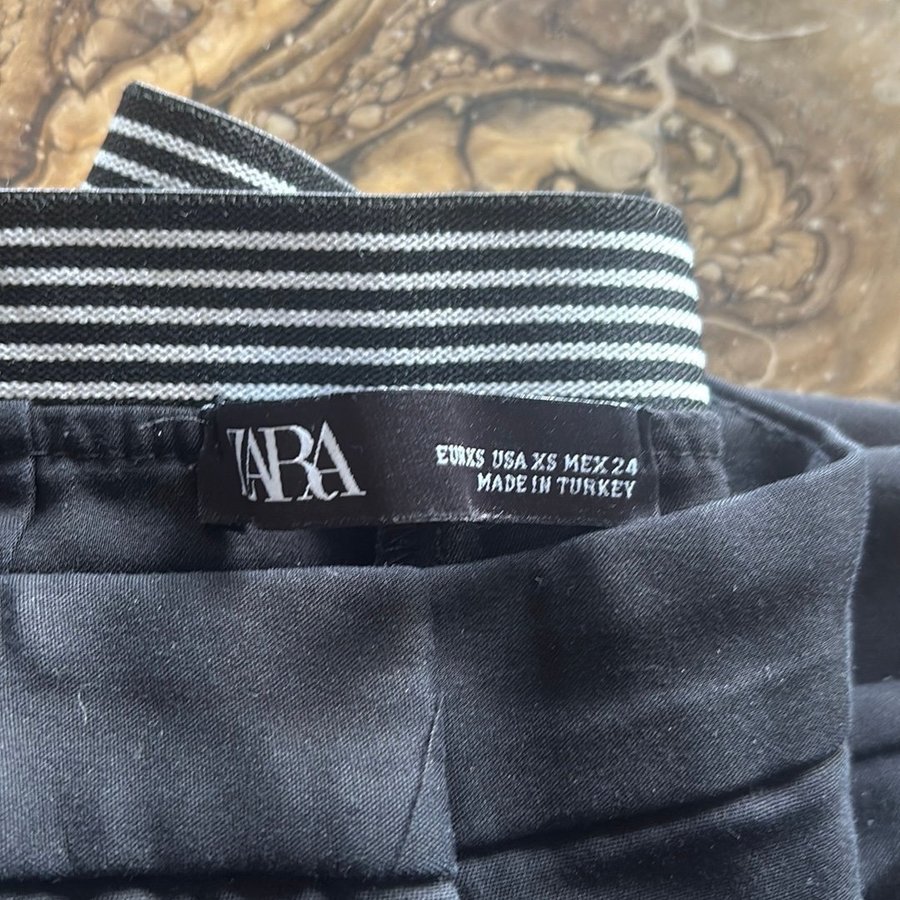 ZARA
EUR XS USA XS MEX 24
MADE IN TURKEY